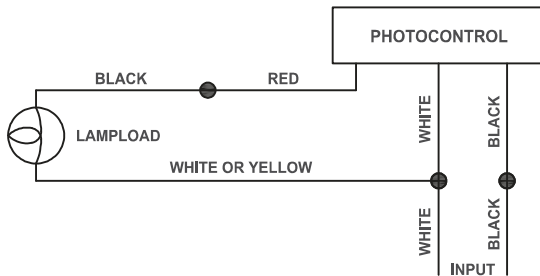 PHOTOCONTROL
BLACK
RED
WHITE
BLACK
LAMPLOAD
WHITE OR YELLOW
WHITE
BLACK
INPUT